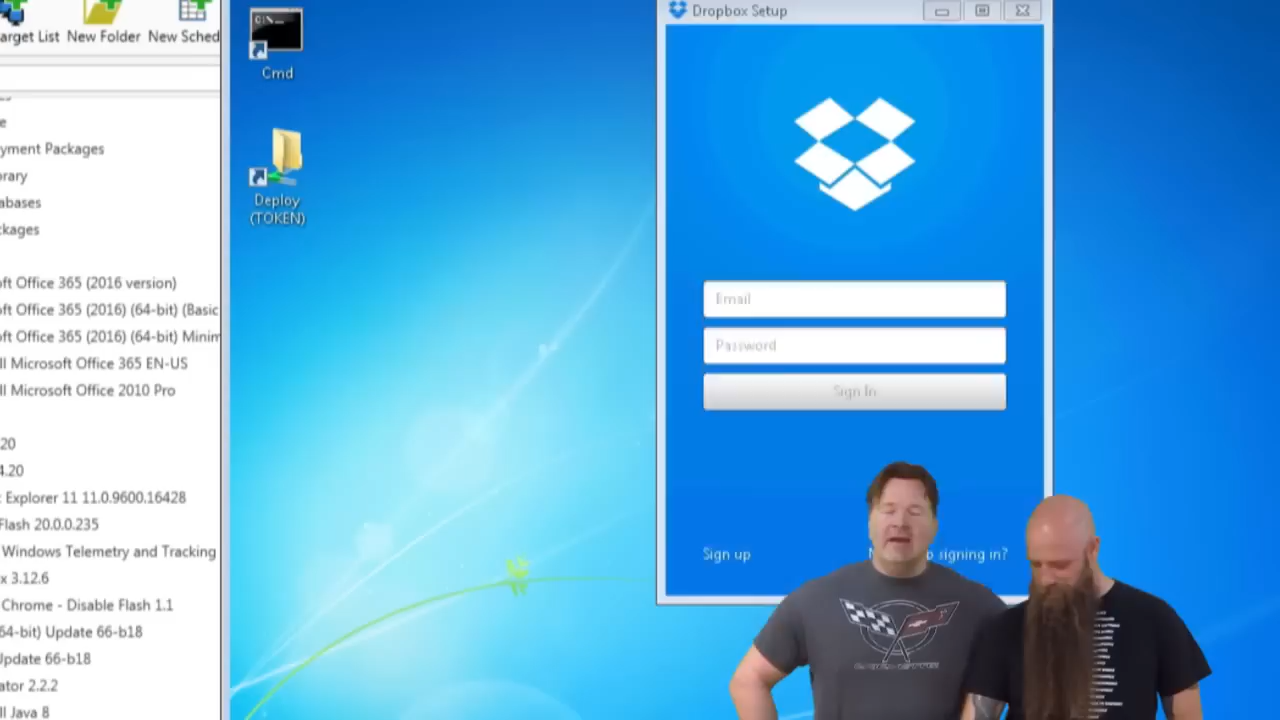 arget List New Folder New Sched
e
yment Packages
rary
abases
kages
oft Office 365 (2016 version)
oft Office 365 (2016) (64-bit) (Basic
oft Office 365 (2016) (64-bit) Minim
ll Microsoft Office 365 EN-US
ll Microsoft Office 2010 Pro
20
4.20
t Explorer 11 11.0.9600.16428
Flash 20.0.0.235
Windows Telemetry and Tracking
x 3.12.6
Chrome - Disable Flash 1.1
64-bit) Update 66-b18
Update 66-b18
ator 2.2.2
ll Java 8
C:\_
Cmd
Deploy
(TOKEN)
Dropbox Setup
Email
Password
Sign In
Sign up
signing in?